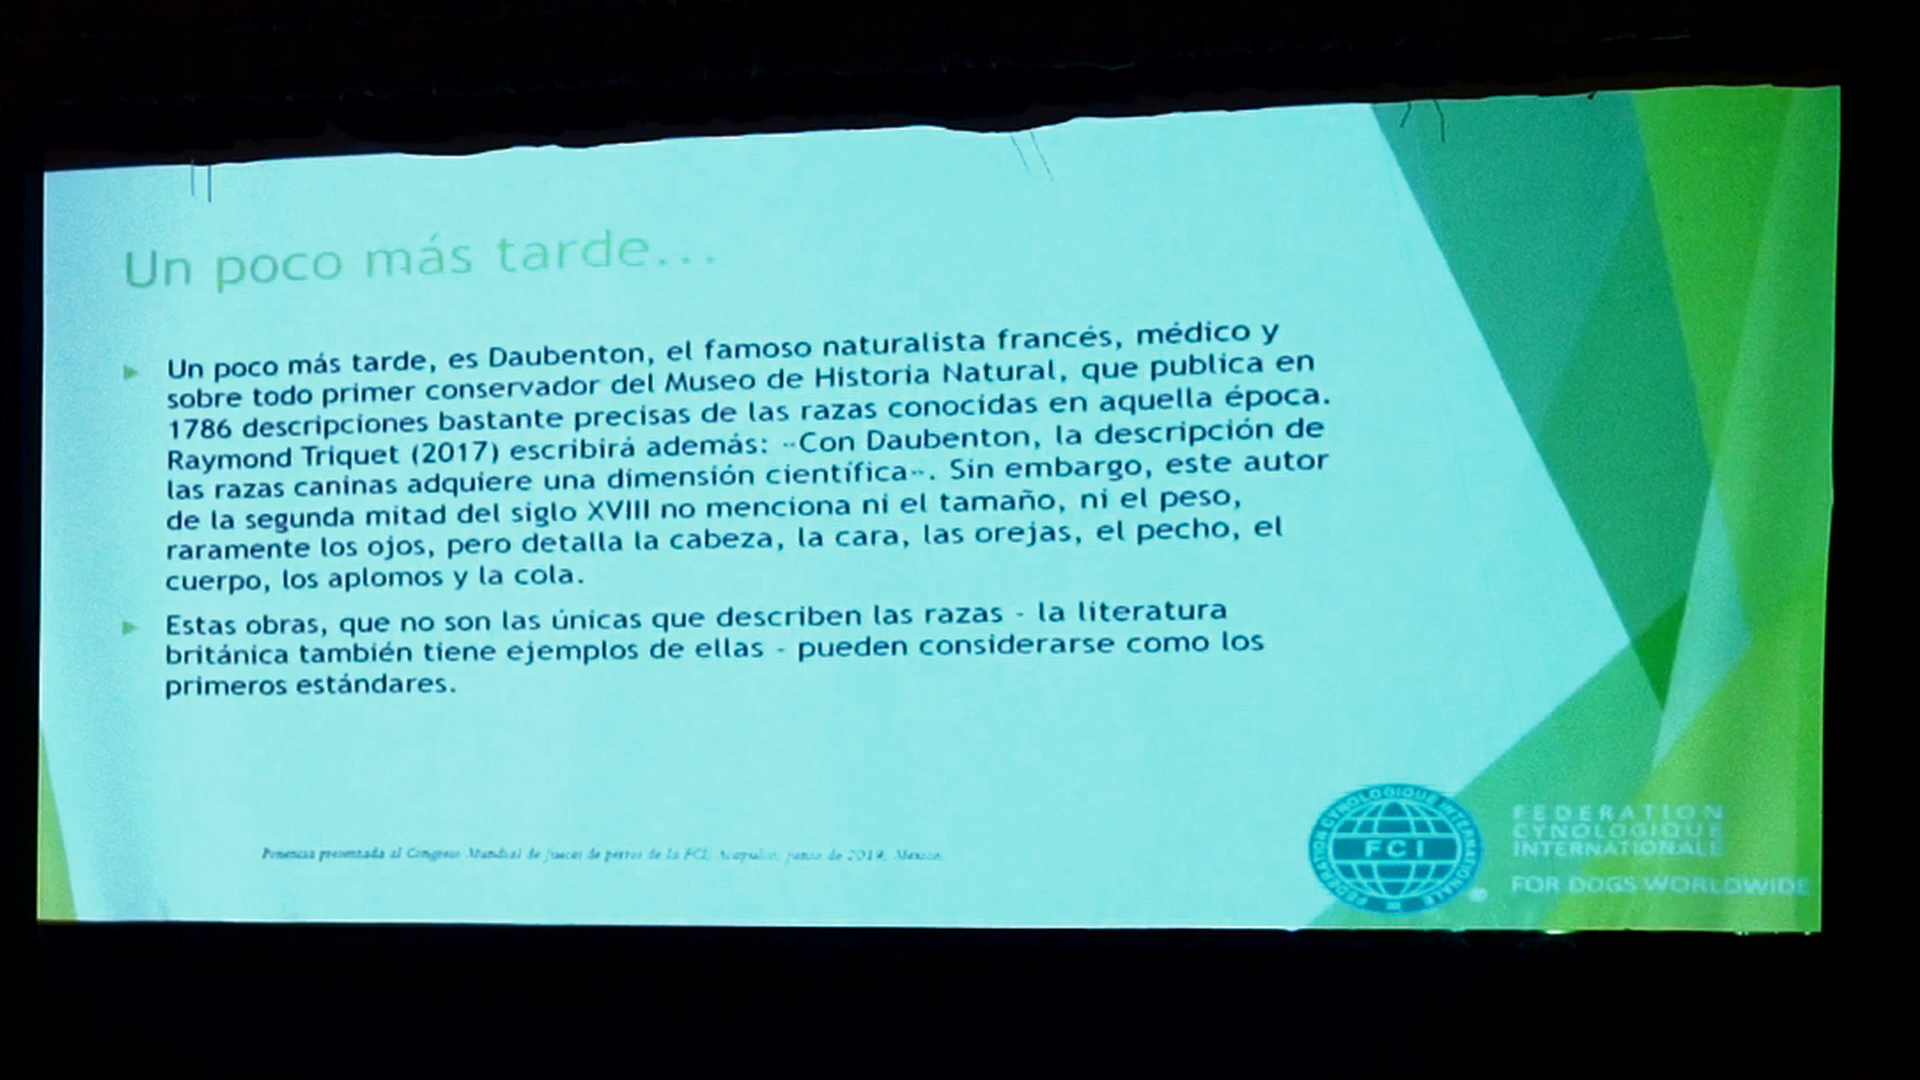 Un poco más tarde...
Un poco más tarde, es Daubenton, el famoso naturalista francés, médico y
sobre todo primer conservador del Museo de Historia Natural, que publica en
1786 descripciones bastante precisas de las razas conocidas en aquella época.
Raymond Triquet (2017) escribirá además: «Con Daubenton, la descripción de
las razas caninas adquiere una dimensión científica». Sin embargo, este autor
de la segunda mitad del siglo XVIII no menciona ni el tamaño, ni el peso,
raramente los ojos, pero detalla la cabeza, la cara, las orejas, el pecho, el
cuerpo, los aplomos y la cola.
Estas obras, que no son las únicas que describen las razas - la literatura
británica también tiene ejemplos de ellas - pueden considerarse como los
primeros estándares.
Ponencia presentada al Congreso Mundial de Jueces de perros de la FCI, Acapulco, de México.
FEDERATION CYNOLOGIQUE INTERNATIONALE
FCI
FEDERATION
CYNOLOGIQUE
INTERNATIONALE
FOR DOGS WORLDWIDE